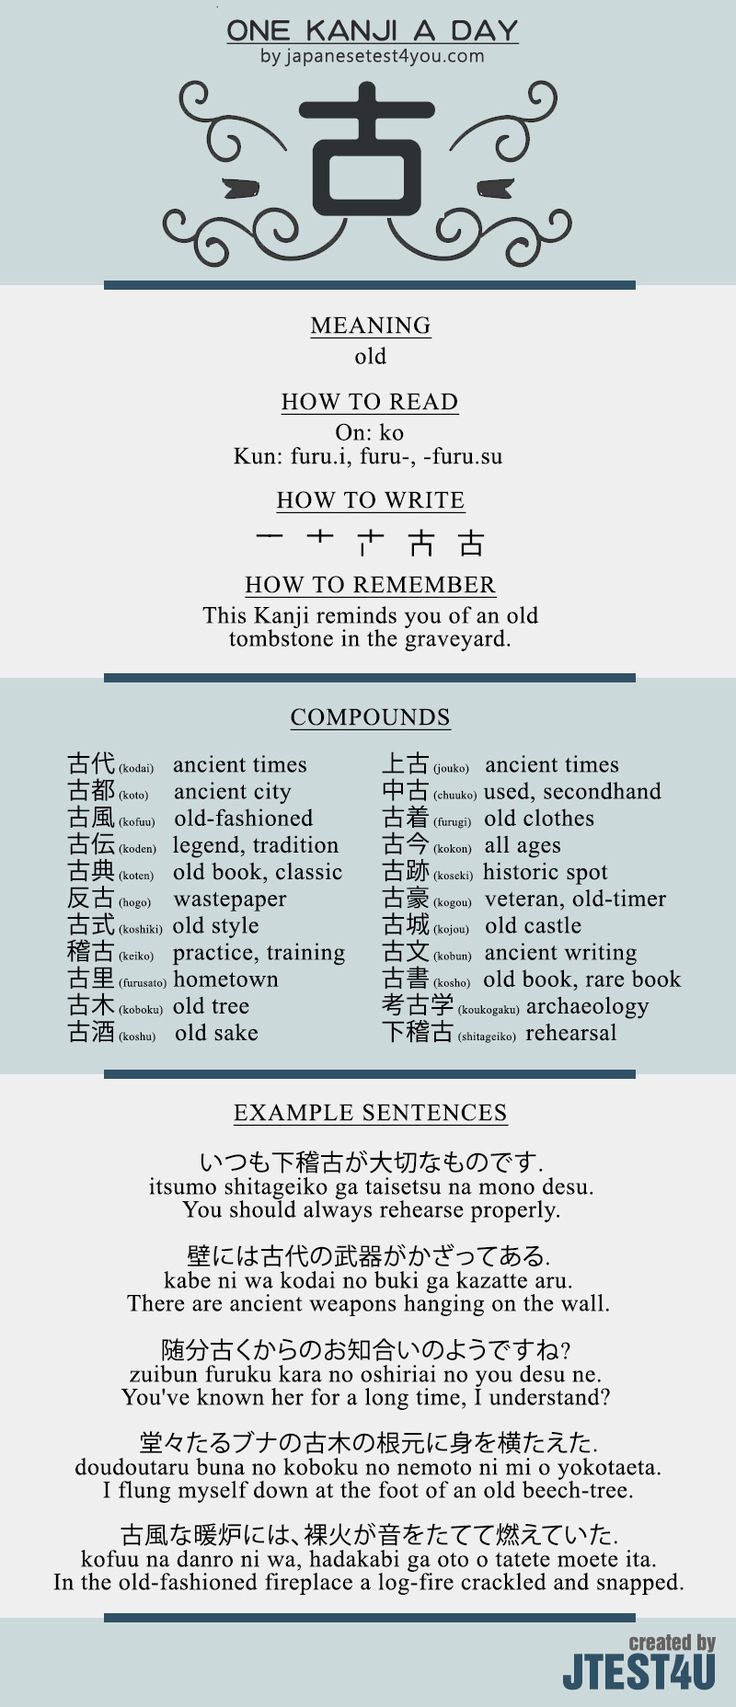 ONE KANJI A DAY
by japanesetest4you.com
古
MEANING
old
HOW TO READ
On: ko
Kun: furu.i, furu-, -furu.su
HOW TO WRITE
古
HOW TO REMEMBER
This Kanji reminds you of an old
tombstone in the graveyard.
COMPOUNDS
古代 (kodai) ancient times
古都 (koto) ancient city
古風 (kofuu) old-fashioned
古伝 (koden) legend, tradition
古典 (koten) old book, classic
反古 (hogo) wastepaper
古式 (koshiki) old style
稽古 (keiko) practice, training
古里 (furusato) hometown
古木 (koboku) old tree
古酒 (koshu) old sake
上古 (jouko) ancient times
中古 (chuuko) used, secondhand
古着 (furugi) old clothes
古今 (kokon) all ages
古跡 (koseki) historic spot
古豪 (kogou) veteran, old-timer
古城 (kojou) old castle
古文 (kobun) ancient writing
古書 (kosho) old book, rare book
考古学 (koukogaku) archaeology
下稽古 (shitageiko) rehearsal
EXAMPLE SENTENCES
いつも下稽古が大切なものです.
itsumo shitageiko ga taisetsu na mono desu.
You should always rehearse properly.
壁には古代の武器がかざってある.
kabe ni wa kodai no buki ga kazatte aru.
There are ancient weapons hanging on the wall.
随分古くからのお知合いのようですね?
zuibun furuku kara no oshiriai no you desu ne.
You've known her for a long time, I understand?
堂々たるブナの古木の根元に身を横たえた.
doudoutaru buna no koboku no nemoto ni mi o yokotaeta.
I flung myself down at the foot of an old beech-tree.
古風な暖炉には、裸火が音をたてて燃えていた.
kofuu na danro ni wa, hadakabi ga oto o tatete moete ita.
In the old-fashioned fireplace a log-fire crackled and snapped.
created by
JTEST4U